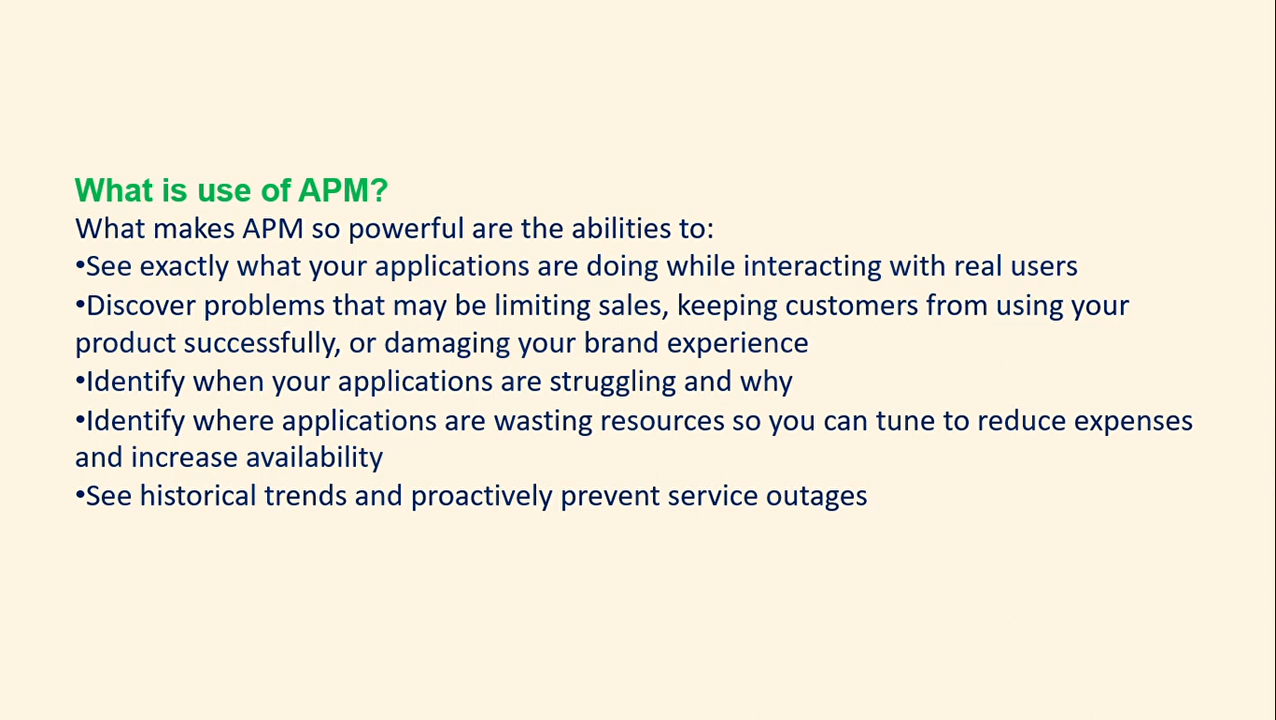 What is use of APM?
What makes APM so powerful are the abilities to:
•See exactly what your applications are doing while interacting with real users
•Discover problems that may be limiting sales, keeping customers from using your
product successfully, or damaging your brand experience
•Identify when your applications are struggling and why
•Identify where applications are wasting resources so you can tune to reduce expenses
and increase availability
•See historical trends and proactively prevent service outages